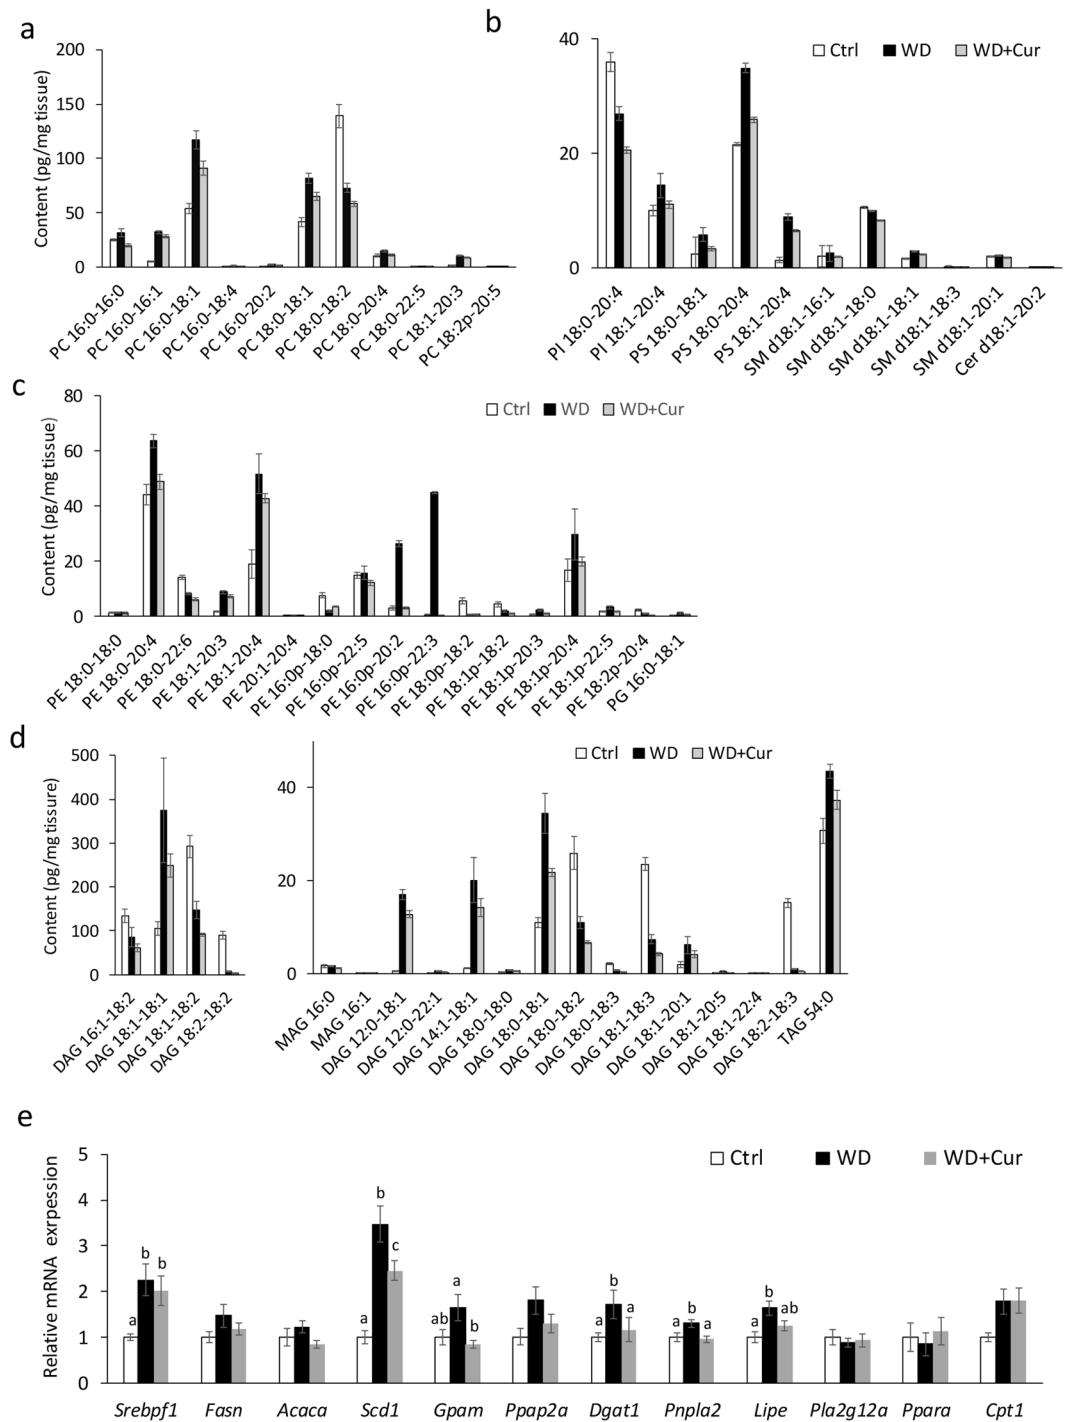 a
200
150
100
50
0
Content (pg/mg tissue)
PC 16:0-16:0
PC 16:0-16:1
PC 16:0-18:1
PC 16:0-18:4
PC 16:0-20:2
PC 18:0-18:1
PC 18:0-18:2
PC 18:0-20:4
PC 18:0-22:5
PC 18:1-20:3
PC 18:2p-20:5
b
Ctrl WD WD+Cur
40
20
0
PI 18:0-20:4
PI 18:1-20:4
PS 18:0-18:1
PS 18:0-20:4
PS 18:1-20:4
SM d18:1-16:1
SM d18:1-18:0
SM d18:1-18:1
SM d18:1-18:3
SM d18:1-20:1
Cer d18:1-20:2
c
Ctrl WD WD+Cur
80
60
40
20
0
Content (pg/mg tissue)
PE 18:0-18:0
PE 18:0-20:4
PE 18:0-22:6
PE 18:1-20:3
PE 18:1-20:4
PE 20:1-20:4
PE 16:0p-18:0
PE 16:0p-22:5
PE 16:0p-20:2
PE 16:0p-22:3
PE 18:0p-18:2
PE 18:1p-18:2
PE 18:1p-20:3
PE 18:1p-20:4
PE 18:1p-22:5
PE 18:2p-20:4
PG 16:0-18:1
d
Ctrl WD WD+Cur
500
400
300
200
100
0
Content (pg/mg tissure)
DAG 16:1-18:2
DAG 18:1-18:1
DAG 18:1-18:2
DAG 18:2-18:2
40
20
0
MAG 16:0
MAG 16:1
DAG 12:0-18:1
DAG 12:0-22:1
DAG 14:1-18:1
DAG 18:0-18:0
DAG 18:0-18:1
DAG 18:0-18:2
DAG 18:0-18:3
DAG 18:1-18:3
DAG 18:1-20:1
DAG 18:1-20:5
DAG 18:1-22:4
DAG 18:2-18:3
TAG 54:0
e
Ctrl WD WD+Cur
5
4
3
2
1
0
Relative mRNA exrpession
a b b
a b c
ab a b
a b a
a b a
a b ab
Srebpf1 Fasn Acaca Scd1 Gpam Ppap2a Dgat1 Pnpla2 Lipe Pla2g12a Ppara Cpt1